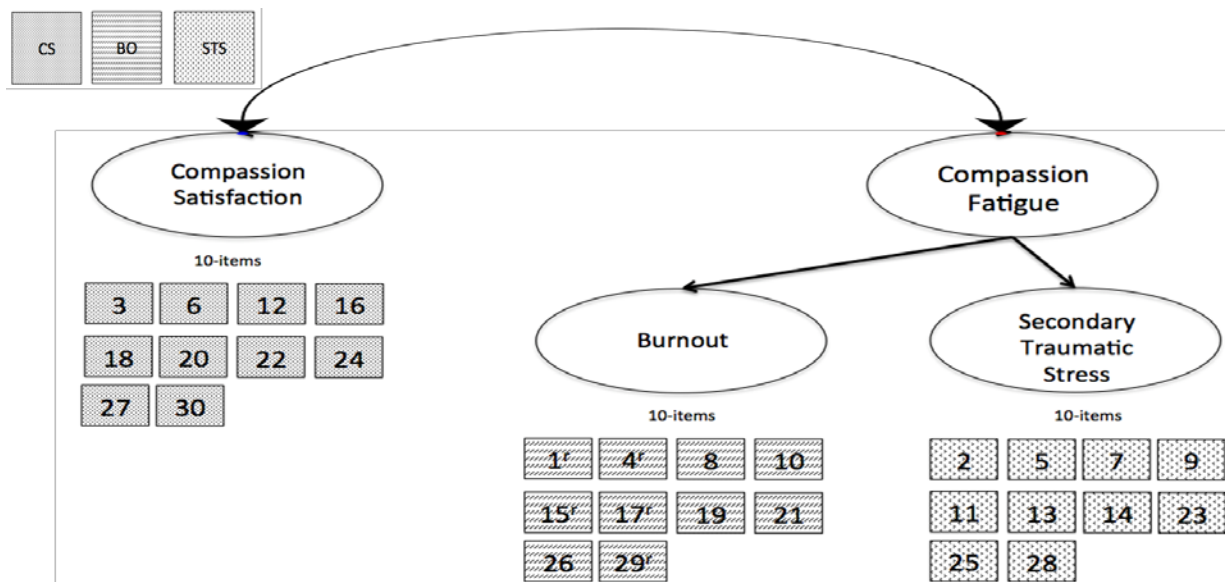 CS BO STS
Compassion
Satisfaction
Compassion
Fatigue
10-items
3 6 12 16
18 20 22 24
27 30
Burnout
Secondary
Traumatic
Stress
10-items
10-items
1ʳ 4ʳ 8 10
15ʳ 17ʳ 19 21
26 29ʳ
2 5 7 9
11 13 14 23
25 28